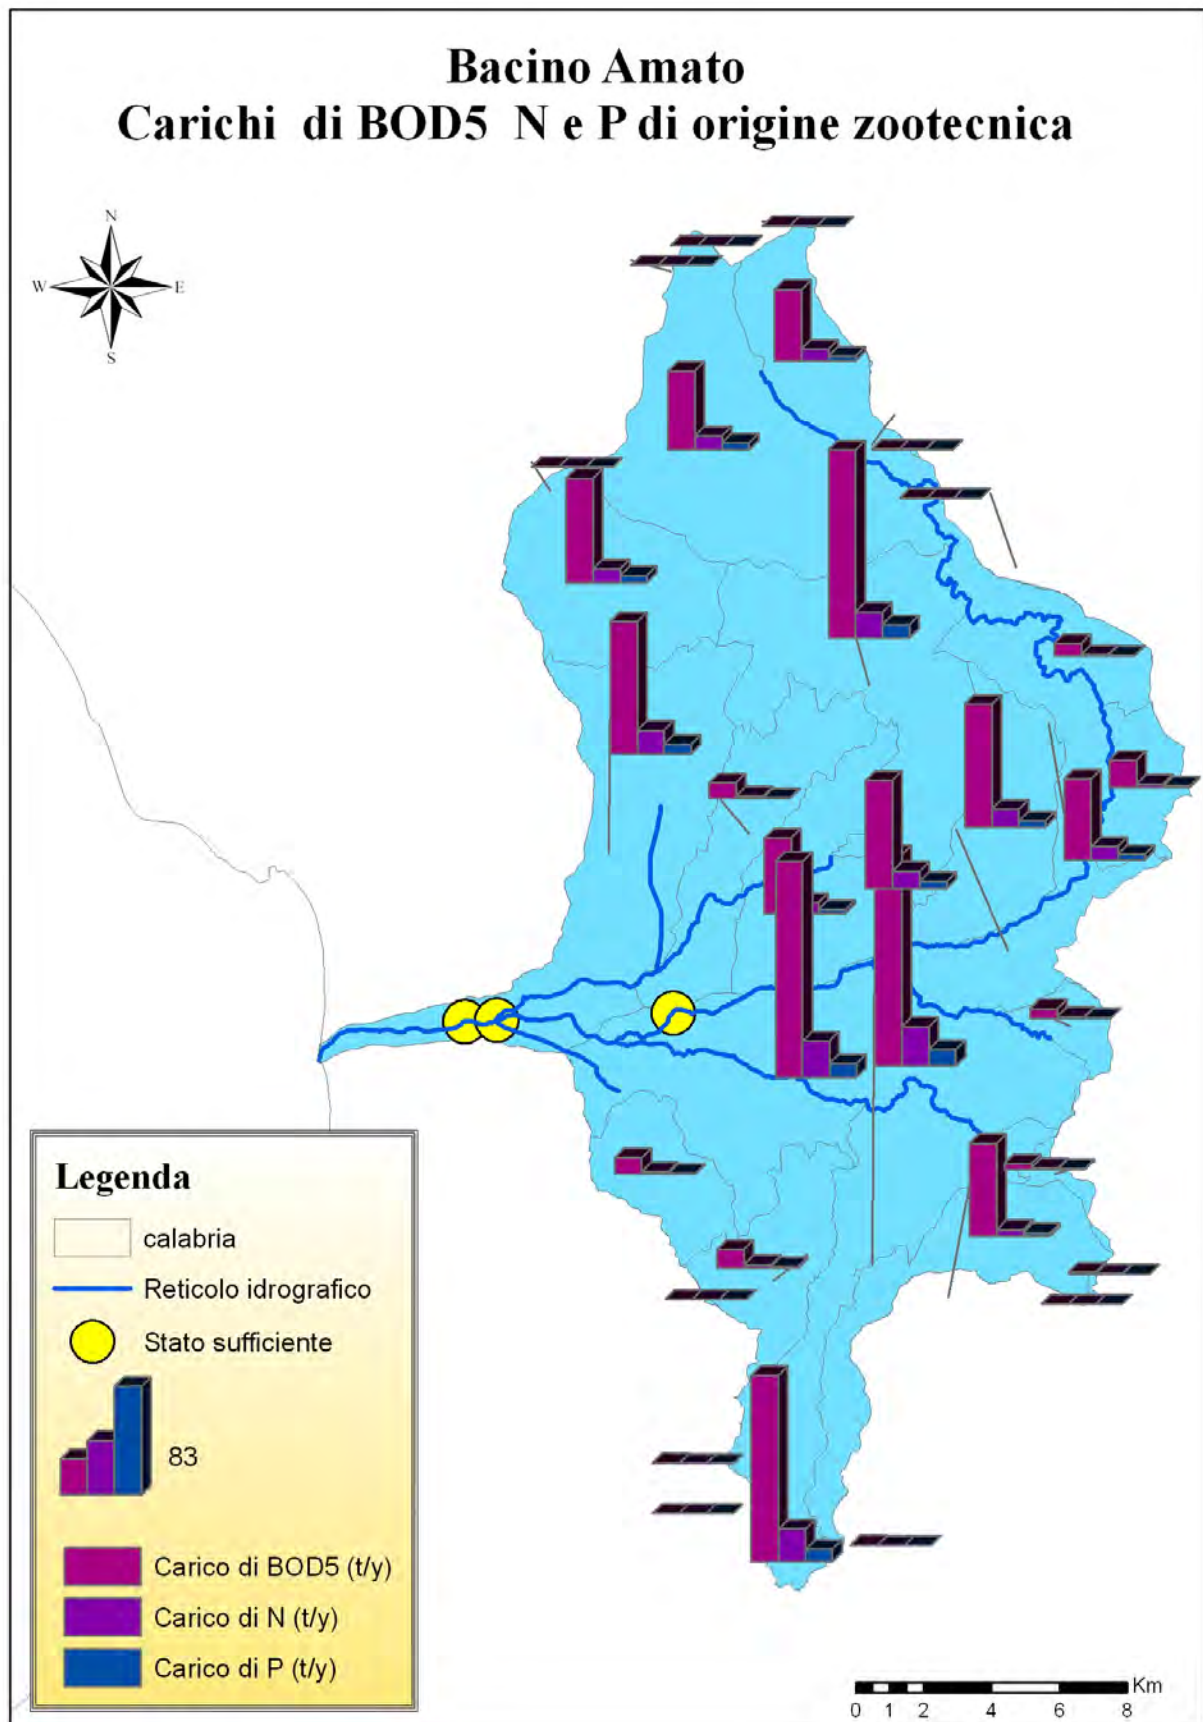 Bacino Amato
Carichi di BOD5 N e P di origine zootecnica
N
W E
S
Legenda
calabria
Reticolo idrografico
Stato sufficiente
83
Carico di BOD5 (t/y)
Carico di N (t/y)
Carico di P (t/y)
Km
0 1 2 4 6 8